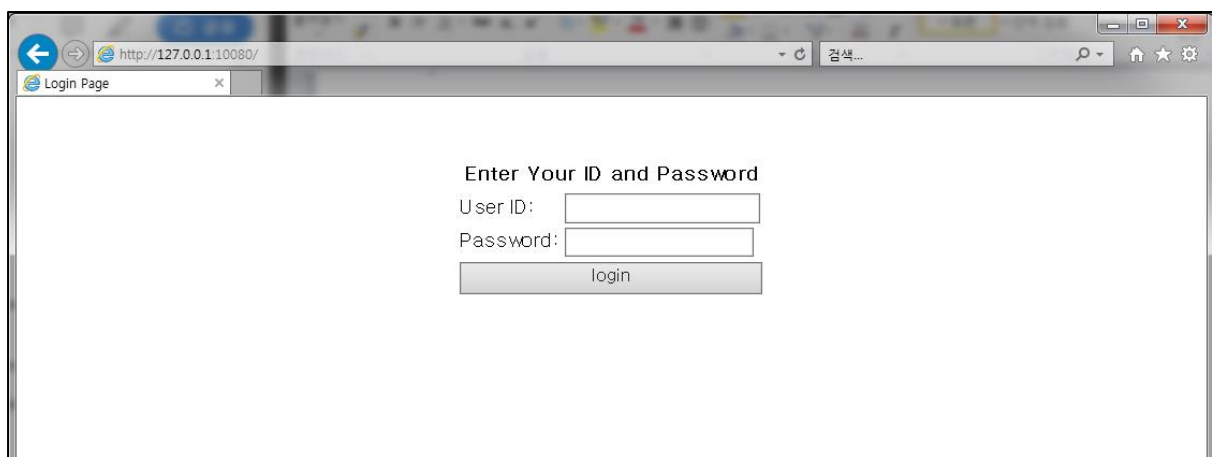 http://127.0.0.1:10080/
검색...
Login Page
Enter Your ID and Password
User ID:
Password:
login